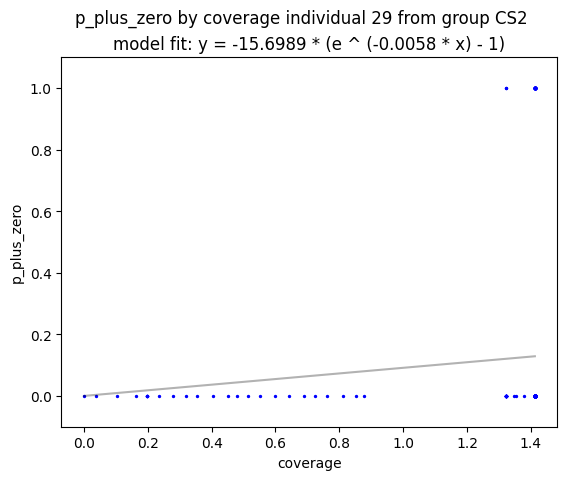 p_plus_zero by coverage individual 29 from group CS2
model fit: y = -15.6989 * (e ^ (-0.0058 * x) - 1)
1.0
0.8
0.6
0.4
0.2
0.0
p_plus_zero
0.0 0.2 0.4 0.6 0.8 1.0 1.2 1.4
coverage